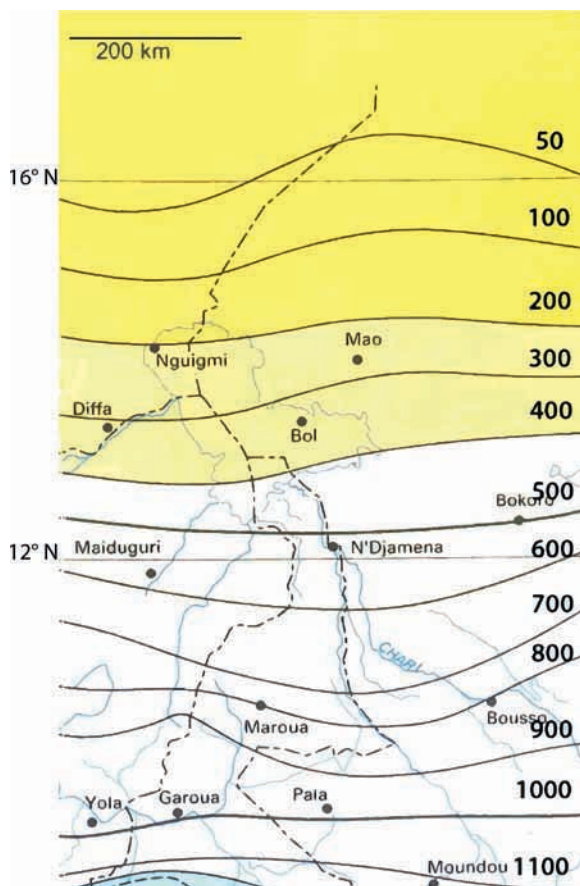 200 km
50
16° N
100
200
Mao
300
Nguigmi
Diffa
400
Bol
500
Bokoro
12° N
Maiduguri
N'Djamena
600
700
CHARI
800
Maroua
Bousso
900
1000
Yola
Garoua
Pala
Moundou
1100